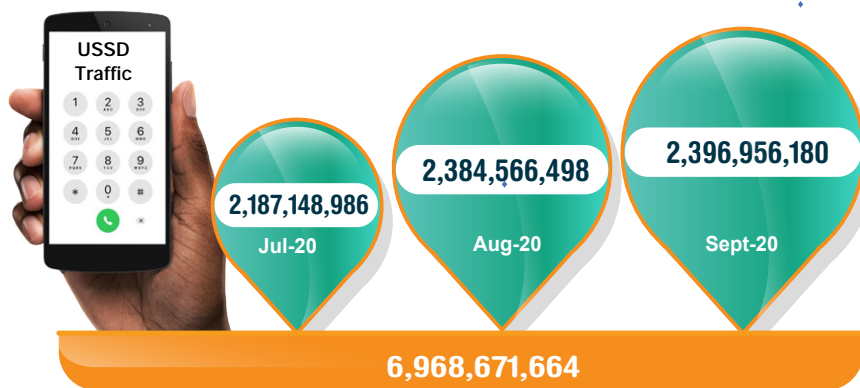 USSD
Traffic
1 2 3
4 5 6
7 8 9
* 0 #
2,187,148,986
Jul-20
2,384,566,498
Aug-20
2,396,956,180
Sept-20
6,968,671,664